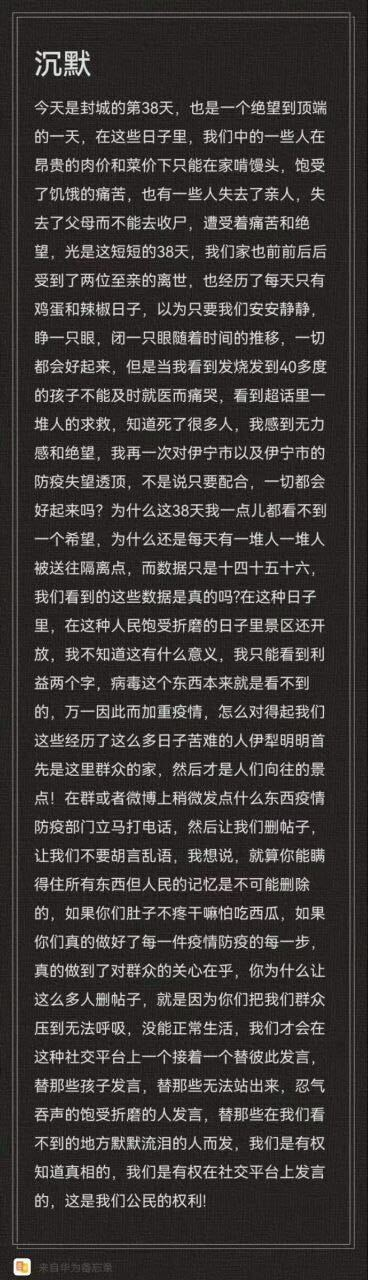 沉默
今天是封城的第38天，也是一个绝望到顶端
的一天，在这些日子里，我们中的一些人在
昂贵的肉价和菜价下只能在家啃馒头，饱受
了饥饿的痛苦，也有一些人失去了亲人，失
去了父母而不能去收尸，遭受着痛苦和绝
望，光是这短短的38天，我们家也前前后后
受到了两位至亲的离世，也经历了每天只有
鸡蛋和辣椒日子，以为只要我们安安静静，
睁一只眼，闭一只眼随着时间的推移，一切
都会好起来，但是当我看到发烧发到40多度
的孩子不能及时就医而痛哭，看到超话里一
堆人的求救，知道死了很多人，我感到无力
感和绝望，我再一次对伊宁市以及伊宁市的
防疫失望透顶，不是说只要配合，一切都会
好起来吗？为什么这38天我一点儿都看不到
一个希望，为什么还是每天有一堆人一堆人
被送往隔离点，而数据只是十四十五十六，
我们看到的这些数据是真的吗?在这种日子
里，在这种人民饱受折磨的日子里景区还开
放，我不知道这有什么意义，我只能看到利
益两个字，病毒这个东西本来就是看不到
的，万一因此而加重疫情，怎么对得起我们
这些经历了这么多日子苦难的人伊犁明明首
先是这里群众的家，然后才是人们向往的景
点！在群或者微博上稍微发点什么东西疫情
防疫部门立马打电话，然后让我们删帖子，
让我们不要胡言乱语，我想说，就算你能瞒
得住所有东西但人民的记忆是不可能删除
的，如果你们肚子不疼干嘛怕吃西瓜，如果
你们真的做好了每一件疫情防疫的每一步，
真的做到了对群众的关心在乎，你为什么让
这么多人删帖子，就是因为你们把我们群众
压到无法呼吸，没能正常生活，我们才会在
这种社交平台上一个接着一个替彼此发言，
替那些孩子发言，替那些无法站出来，忍气
吞声的饱受折磨的人发言，替那些在我们看
不到的地方默默流泪的人而发，我们是有权
知道真相的，我们是有权在社交平台上发言
的，这是我们公民的权利!
来自华为备忘录